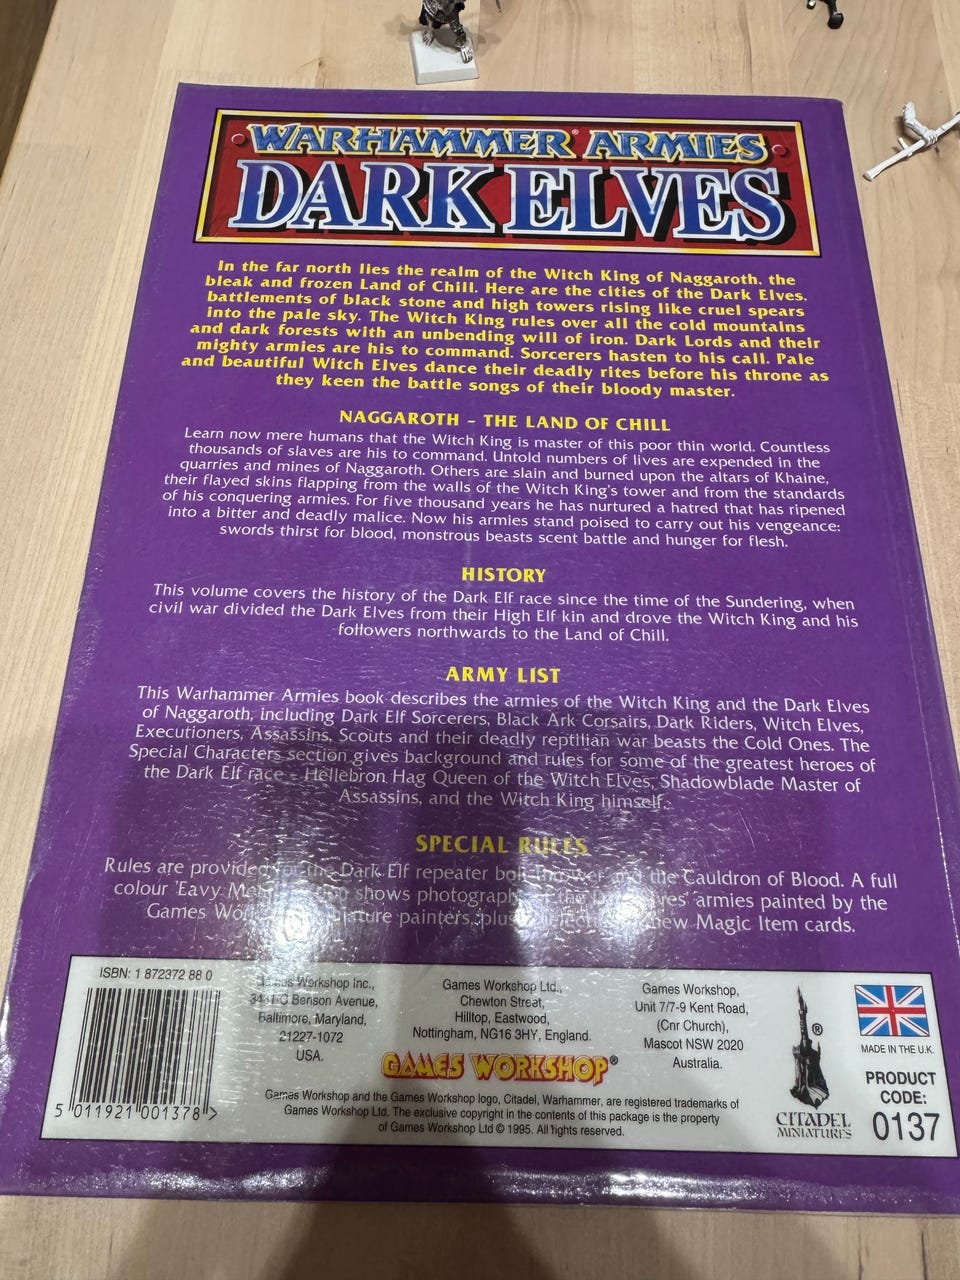 WARHAMMER® ARMIES
DARK ELVES
In the far north lies the realm of the Witch King of Naggaroth, the
bleak and frozen Land of Chill. Here are the cities of the Dark Elves,
battlements of black stone and high towers rising like cruel spears
into the pale sky. The Witch King rules over all the cold mountains
and dark forests with an unbending will of iron. Dark Lords and their
mighty armies are his to command. Sorcerers hasten to his call. Pale
and beautiful Witch Elves dance their deadly rites before his throne as
they keen the battle songs of their bloody master.
NAGGAROTH - THE LAND OF CHILL
Learn now mere humans that the Witch King is master of this poor thin world. Countless
thousands of slaves are his to command. Untold numbers of lives are expended in the
quarries and mines of Naggaroth. Others are slain and burned upon the altars of Khaine,
their flayed skins flapping from the walls of the Witch King's tower and from the standards
of his conquering armies. For five thousand years he has nurtured a hatred that has ripened
into a bitter and deadly malice. Now his armies stand poised to carry out his vengeance:
swords thirst for blood, monstrous beasts scent battle and hunger for flesh.
HISTORY
This volume covers the history of the Dark Elf race since the time of the Sundering, when
civil war divided the Dark Elves from their High Elf kin and drove the Witch King and his
followers northwards to the Land of Chill.
ARMY LIST
This Warhammer Armies book describes the armies of the Witch King and the Dark Elves
of Naggaroth, including Dark Elf Sorcerers, Black Ark Corsairs, Dark Riders, Witch Elves,
Executioners, Assassins, Scouts and their deadly reptilian war beasts the Cold Ones. The
Special Characters section gives background and rules for some of the greatest heroes of
the Dark Elf race - Hellebron Hag Queen of the Witch Elves, Shadowblade Master of
Assassins, and the Witch King himself.
SPECIAL RULES
Rules are provided for the Dark Elf repeater bolt thrower and the Cauldron of Blood. A full
colour 'Eavy shows photographs of the Dark Elves' armies painted by the
Games painters, plus new Magic Item cards.
ISBN: 1 872372 88 0
5 011921 001378 >
Games Workshop Inc.,
3431-C Benson Avenue,
Baltimore, Maryland,
21227-1072
USA.
Games Workshop Ltd.,
Chewton Street,
Hilltop, Eastwood,
Nottingham, NG16 3HY, England.
Games Workshop,
Unit 7/7-9 Kent Road,
(Cnr Church),
Mascot NSW 2020
Australia.
GAMES WORKSHOP®
Games Workshop and the Games Workshop logo, Citadel, Warhammer, are registered trademarks of
Games Workshop Ltd. The exclusive copyright in the contents of this package is the property
of Games Workshop Ltd © 1995. All rights reserved.
®
CITADEL
MINIATURES
MADE IN THE U.K.
PRODUCT
CODE:
0137